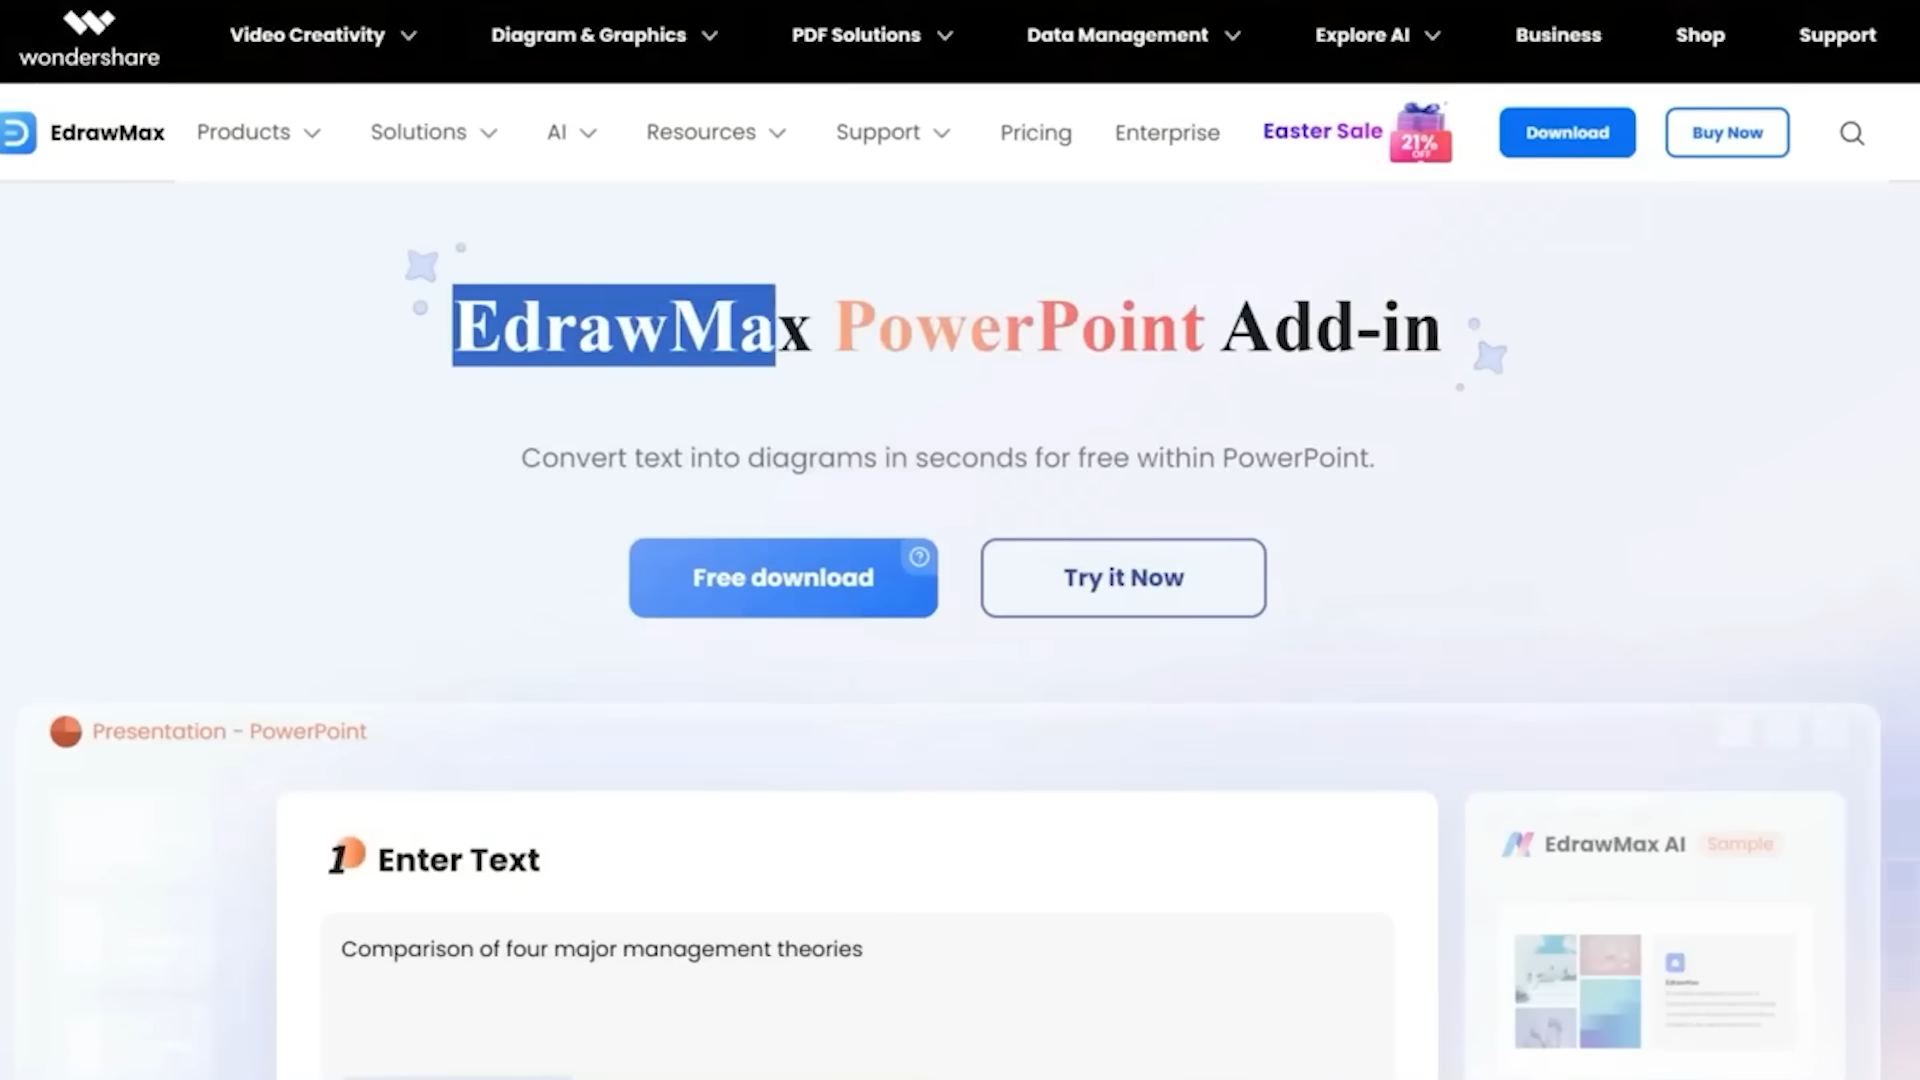 wondershare
Video Creativity
Diagram & Graphics
PDF Solutions
Data Management
Explore AI
Business
Shop
Support
EdrawMax
Products
Solutions
AI
Resources
Support
Pricing
Enterprise
Easter Sale
21%
OFF
Download
Buy Now
EdrawMax PowerPoint Add-in
Convert text into diagrams in seconds for free within PowerPoint.
Free download
?
Try it Now
Presentation - PowerPoint
1 Enter Text
Comparison of four major management theories
EdrawMax AI
Sample